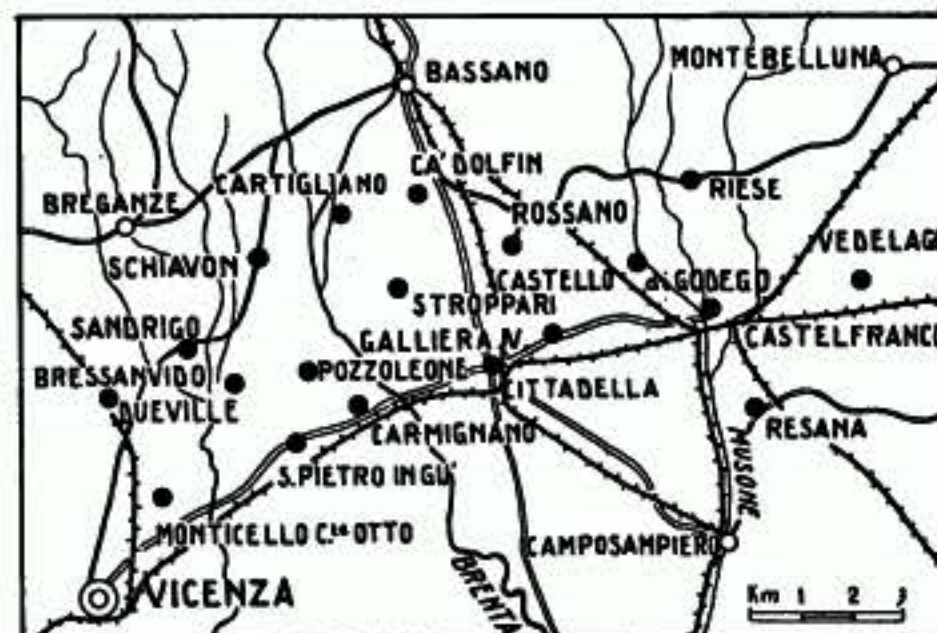 BASSANO
MONTEBELLUNA
CA' DOLFIN
CARTIGLIANO
RIESE
BREGANZE
ROSSANO
VEDELAG
SCHIAVON
CASTELLO di GODEGO
STROPPARI
SANDRIGO
GALLIERA V.
CASTELFRANC
BRESSANVIDO
POZZOLEONE
CITTADELLA
DUEVILLE
CARMIGNANO
RESANA
S. PIETRO IN GU'
MUSONE
MONTICELLO C.le OTTO
CAMPOSAMPIERO
BRENTA
VICENZA
Km 1 2 3